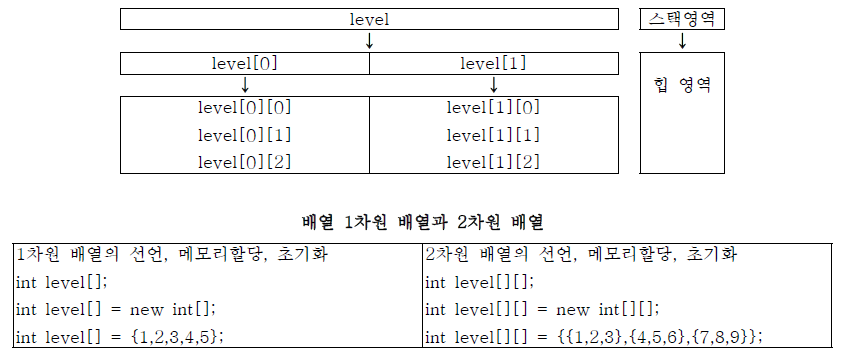 level 스택영역
↓ ↓
level[0] level[1]
힙 영역
↓ ↓
level[0][0] level[1][0]
level[0][1] level[1][1]
level[0][2] level[1][2]
배열 1차원 배열과 2차원 배열
1차원 배열의 선언, 메모리할당, 초기화
int level[];
int level[] = new int[];
int level[] = {1,2,3,4,5};
2차원 배열의 선언, 메모리할당, 초기화
int level[][];
int level[][] = new int[][];
int level[][] = {{1,2,3},{4,5,6},{7,8,9}};